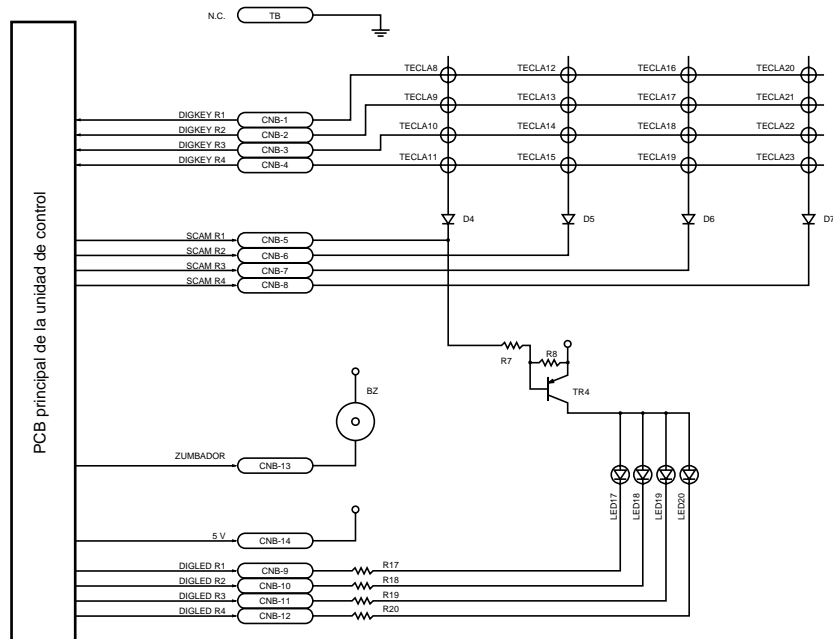 N.C. TB
TECLA8 TECLA12 TECLA16 TECLA20
TECLA9 TECLA13 TECLA17 TECLA21
DIGKEY R1 CNB-1
DIGKEY R2 CNB-2
TECLA10 TECLA14 TECLA18 TECLA22
DIGKEY R3 CNB-3
TECLA11 TECLA15 TECLA19 TECLA23
DIGKEY R4 CNB-4
D4 D5 D6 D7
SCAM R1 CNB-5
SCAM R2 CNB-6
SCAM R3 CNB-7
SCAM R4 CNB-8
PCB principal de la unidad de control
R7 R8
TR4
BZ
ZUMBADOR CNB-13
LED17 LED18 LED19 LED20
5 V CNB-14
DIGLED R1 CNB-9 R17
DIGLED R2 CNB-10 R18
DIGLED R3 CNB-11 R19
DIGLED R4 CNB-12 R20